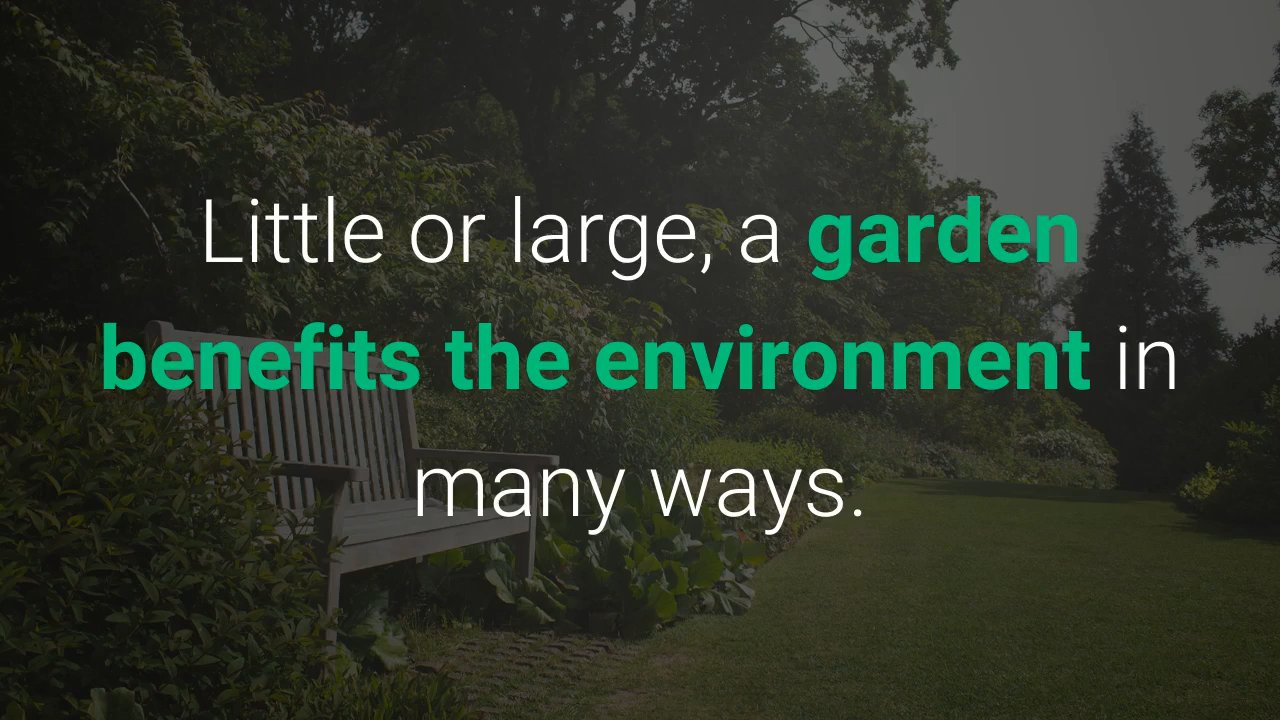 Little or large, a garden
benefits the environment in
many ways.